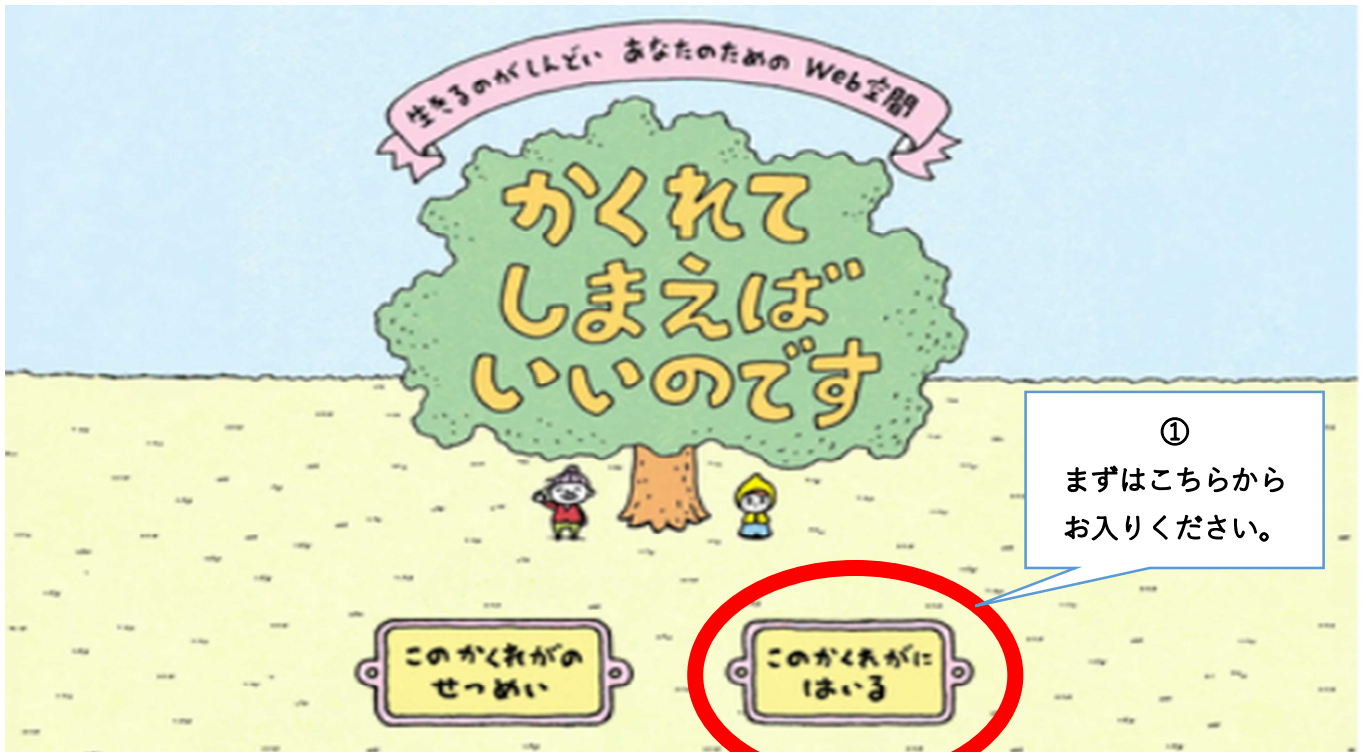 生きるのがしんどい あなたのための Web空間
かくれて
しまえば
いいのです
①
まずはこちらから
お入りください。
このかくれがの
せつめい
このかくれがに
はいる